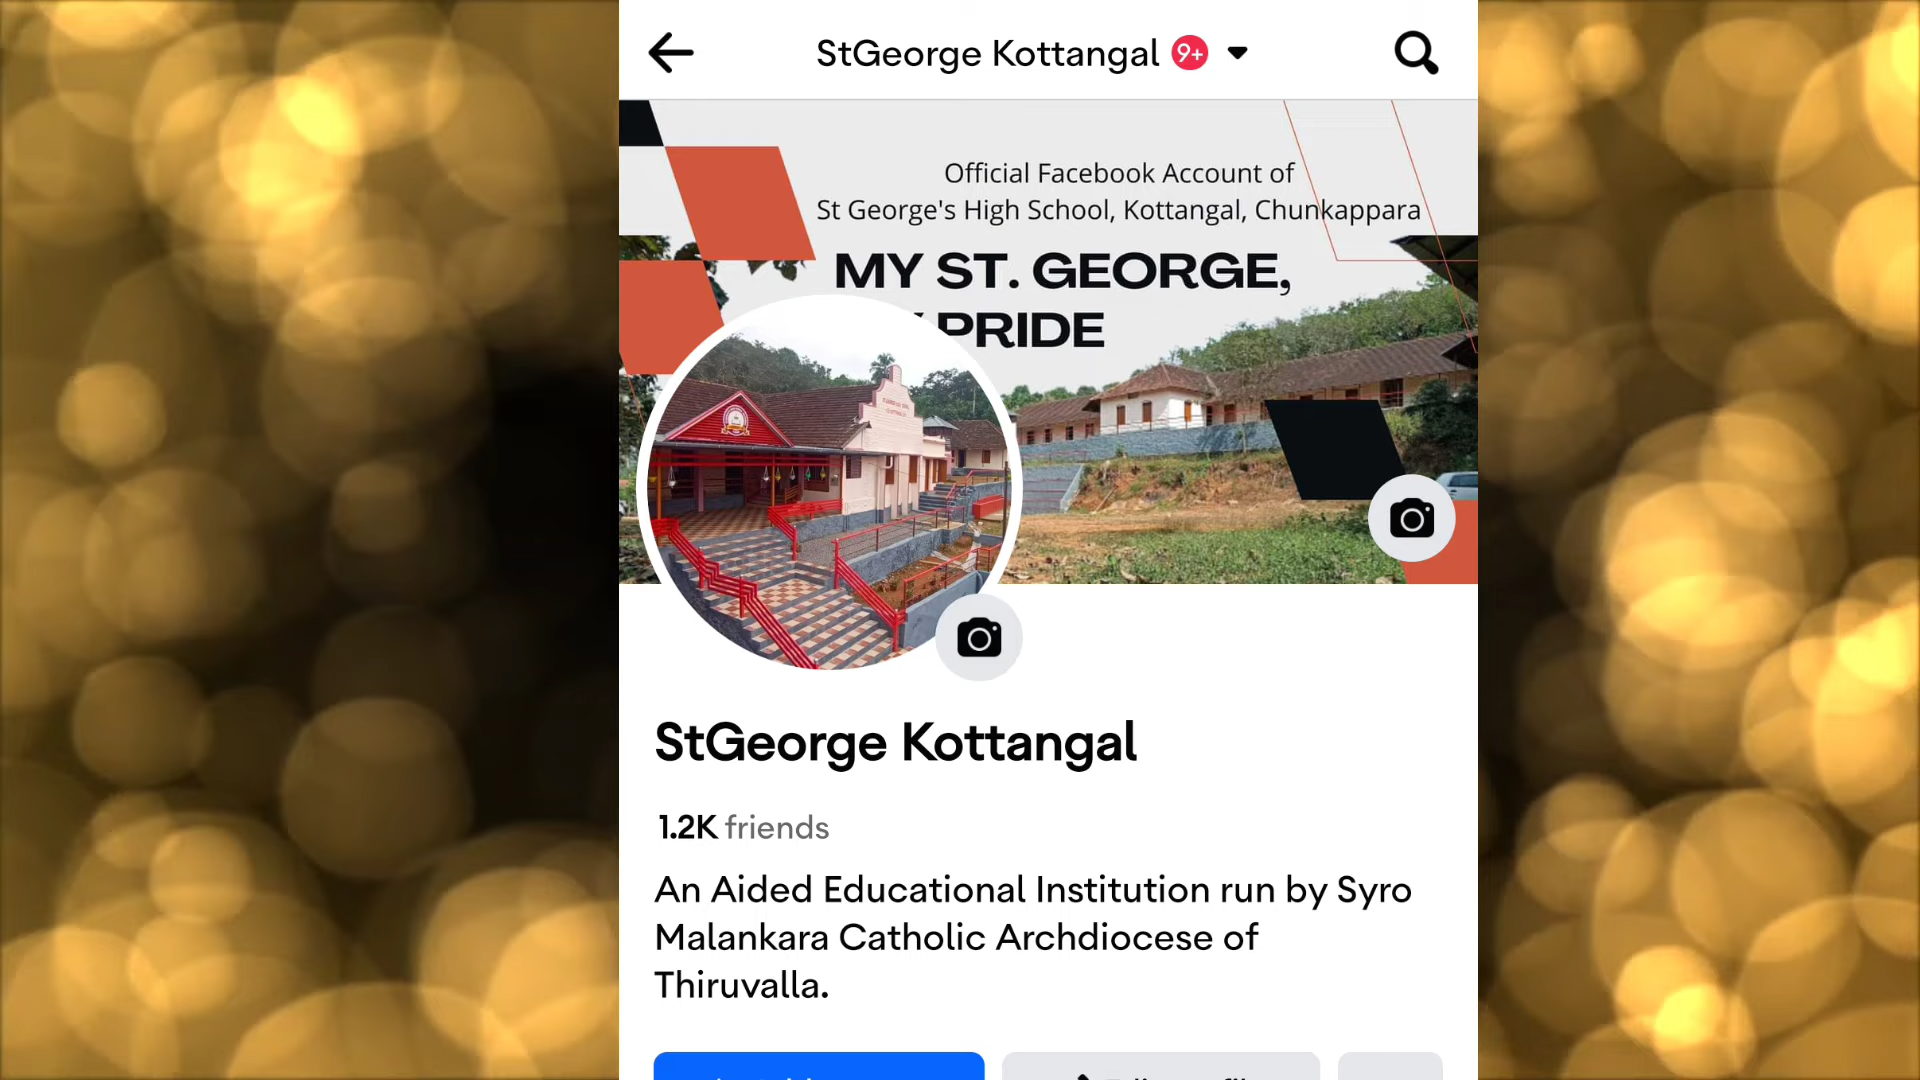 StGeorge Kottangal 9+
Official Facebook Account of
St George's High School, Kottangal, Chunkappara
MY ST. GEORGE,
PRIDE
StGeorge Kottangal
1.2K friends
An Aided Educational Institution run by Syro
Malankara Catholic Archdiocese of
Thiruvalla.